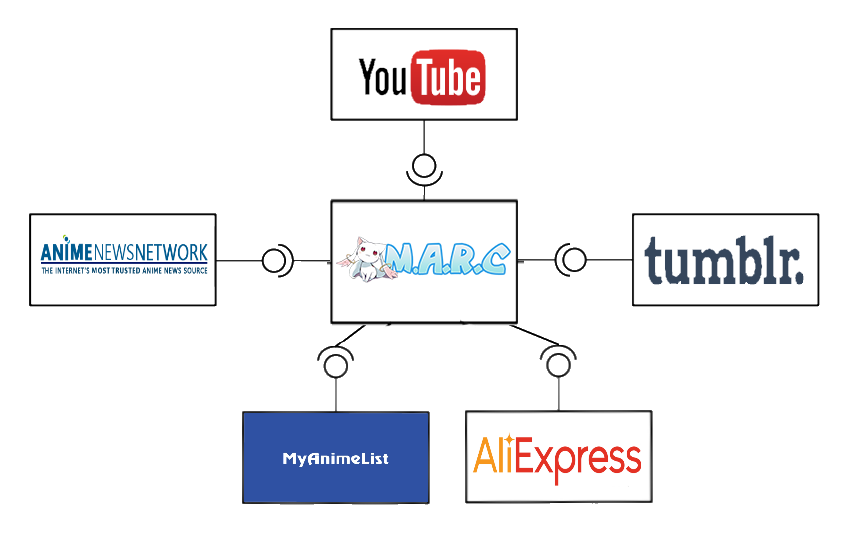 YouTube
ANIMENEWSNETWORK
THE INTERNET'S MOST TRUSTED ANIME NEWS SOURCE
M.A.R.C
tumblr.
MyAnimeList
AliExpress